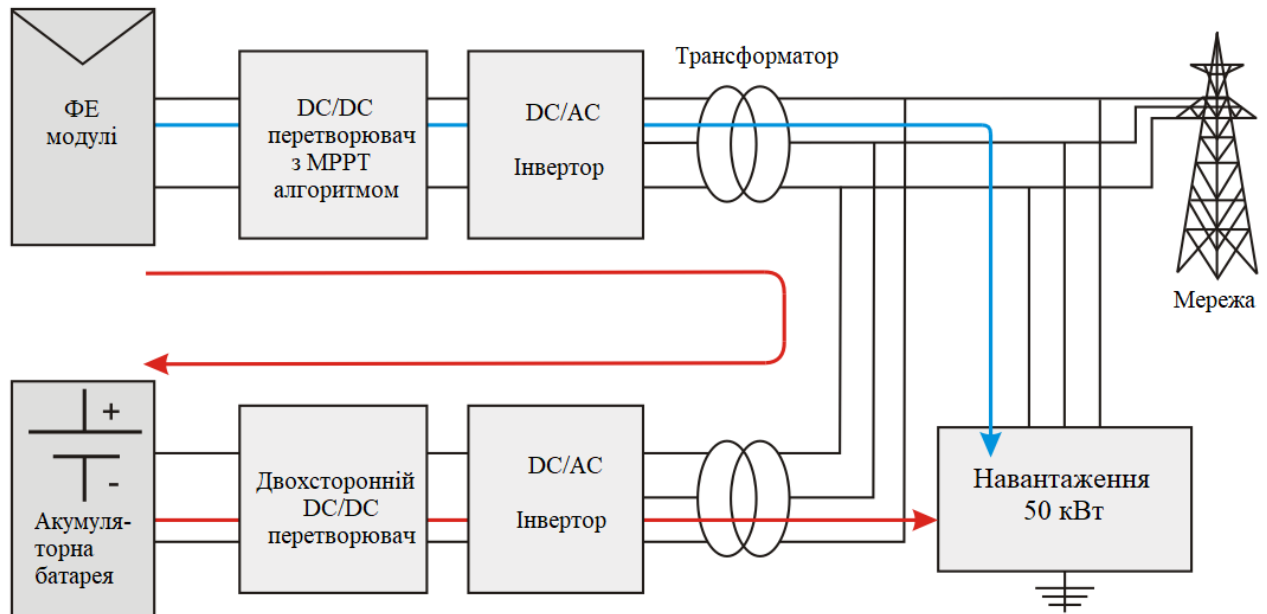 ФЕ
модулі
DC/DC
перетворювач
з MPPT
алгоритмом
DC/AC
Інвертор
Трансформатор
Мережа
+
-
Акумуля-
торна
батарея
Двохсторонній
DC/DC
перетворювач
DC/AC
Інвертор
Навантаження
50 кВт